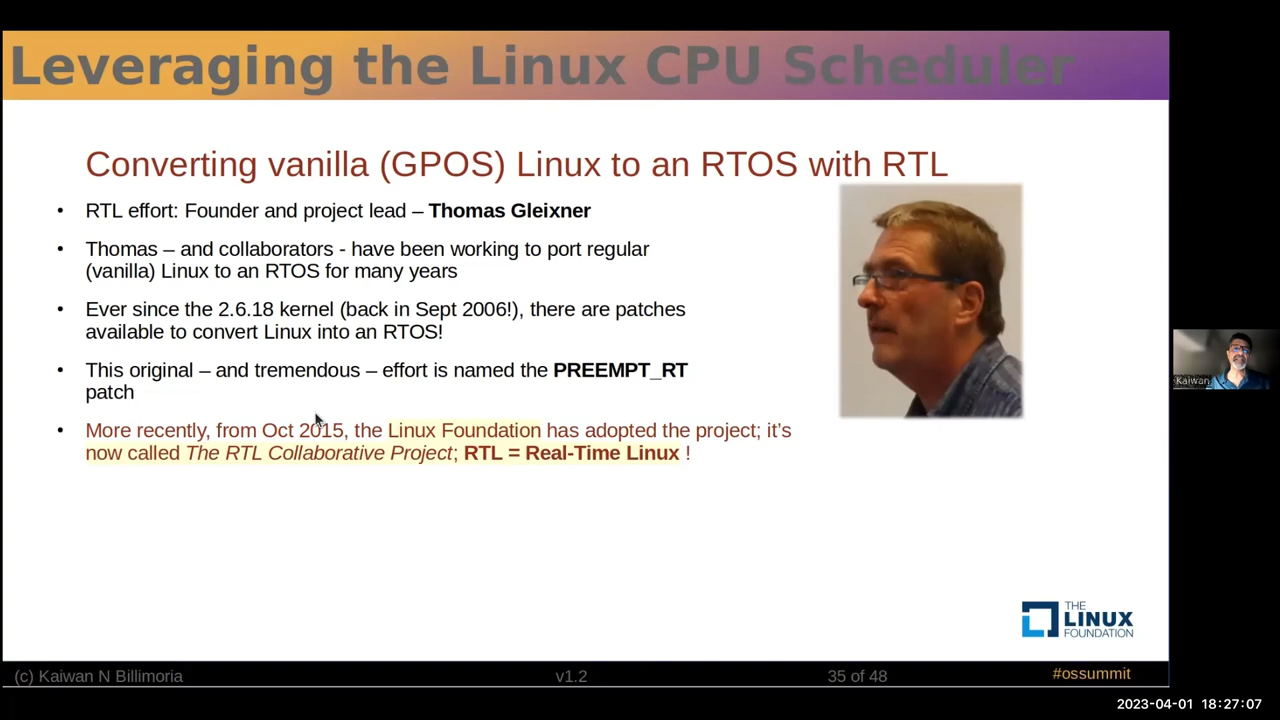 Leveraging the Linux CPU Scheduler
Converting vanilla (GPOS) Linux to an RTOS with RTL
• RTL effort: Founder and project lead – Thomas Gleixner
• Thomas – and collaborators - have been working to port regular
(vanilla) Linux to an RTOS for many years
• Ever since the 2.6.18 kernel (back in Sept 2006!), there are patches
available to convert Linux into an RTOS!
• This original – and tremendous – effort is named the PREEMPT_RT
patch
• More recently, from Oct 2015, the Linux Foundation has adopted the project; it's
now called The RTL Collaborative Project; RTL = Real-Time Linux !
Kaiwan
THE
LINUX
FOUNDATION
(c) Kaiwan N Billimoria v1.2 35 of 48 #ossummit
2023-04-01 18:27:07